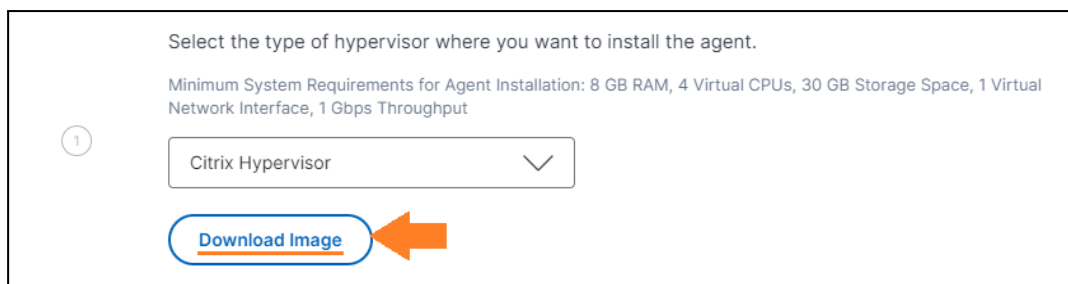 Select the type of hypervisor where you want to install the agent.
Minimum System Requirements for Agent Installation: 8 GB RAM, 4 Virtual CPUs, 30 GB Storage Space, 1 Virtual
Network Interface, 1 Gbps Throughput
1
Citrix Hypervisor
Download Image